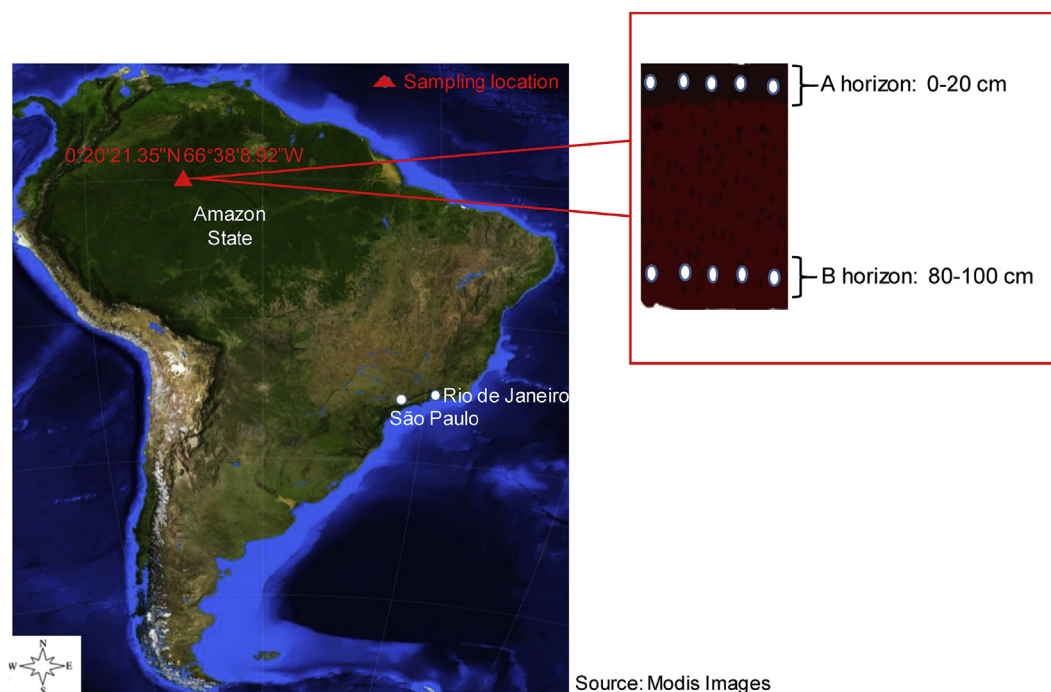 Sampling location
0°20'21.35"N 66°38'8.92"W
Amazon
State
Rio de Janeiro
São Paulo
A horizon: 0-20 cm
B horizon: 80-100 cm
N
W E
S
Source: Modis Images